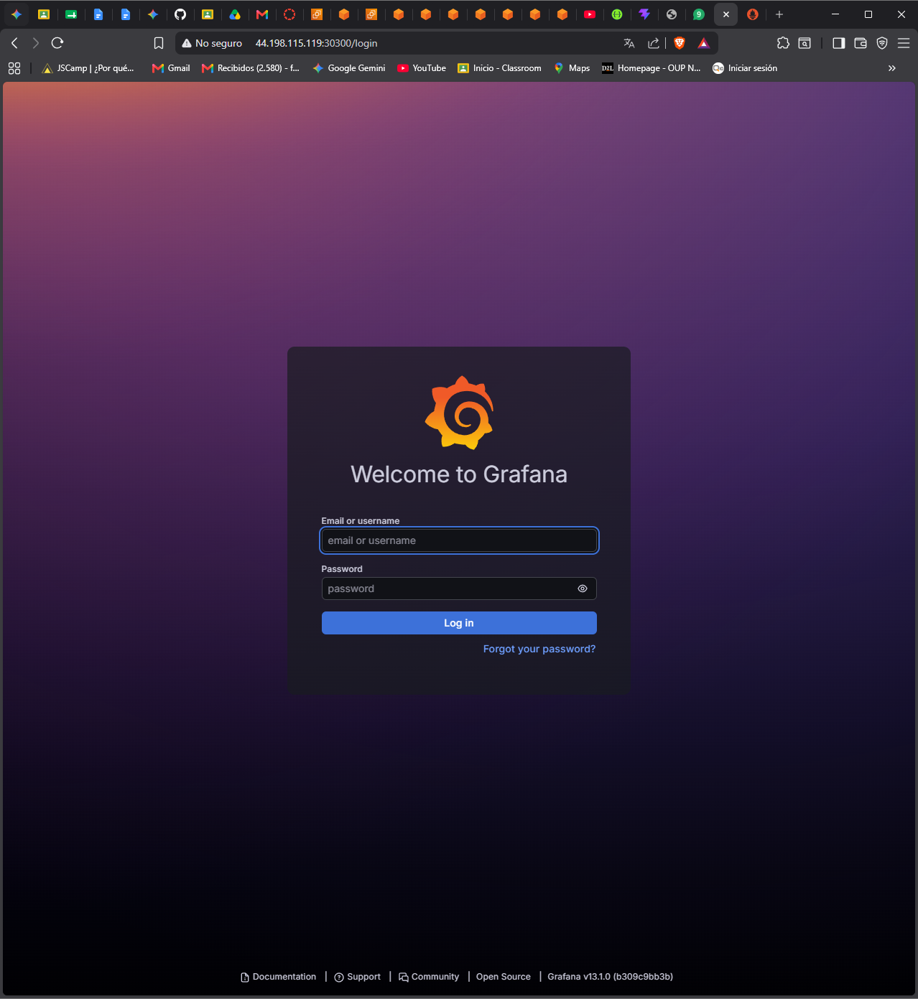 9
No seguro 44.198.115.119:30300/login
JSCamp | ¿Por qué... Gmail Recibidos (2.580) - f... Google Gemini YouTube Inicio - Classroom Maps D2L Homepage - OUP N... Iniciar sesión
Welcome to Grafana
Email or username
email or username
Password
password
Log in
Forgot your password?
Documentation | Support | Community | Open Source | Grafana v13.1.0 (b309c9bb3b)